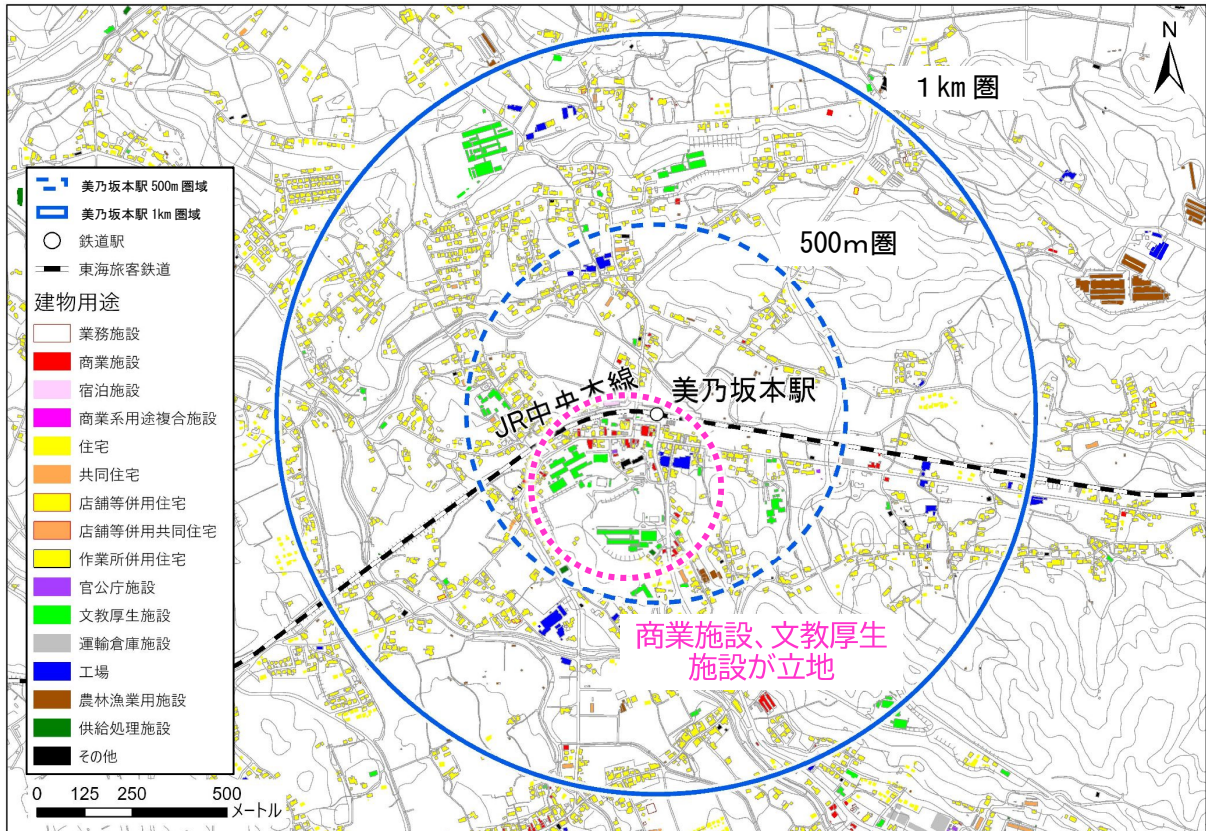 N
1km圏
500m圏
美乃坂本駅
JR中央本線
商業施設、文教厚生
施設が立地
美乃坂本駅 500m 圏域
美乃坂本駅 1km 圏域
鉄道駅
東海旅客鉄道
建物用途
業務施設
商業施設
宿泊施設
商業系用途複合施設
住宅
共同住宅
店舗等併用住宅
店舗等併用共同住宅
作業所併用住宅
官公庁施設
文教厚生施設
運輸倉庫施設
工場
農林漁業用施設
供給処理施設
その他
0 125 250 500 メートル